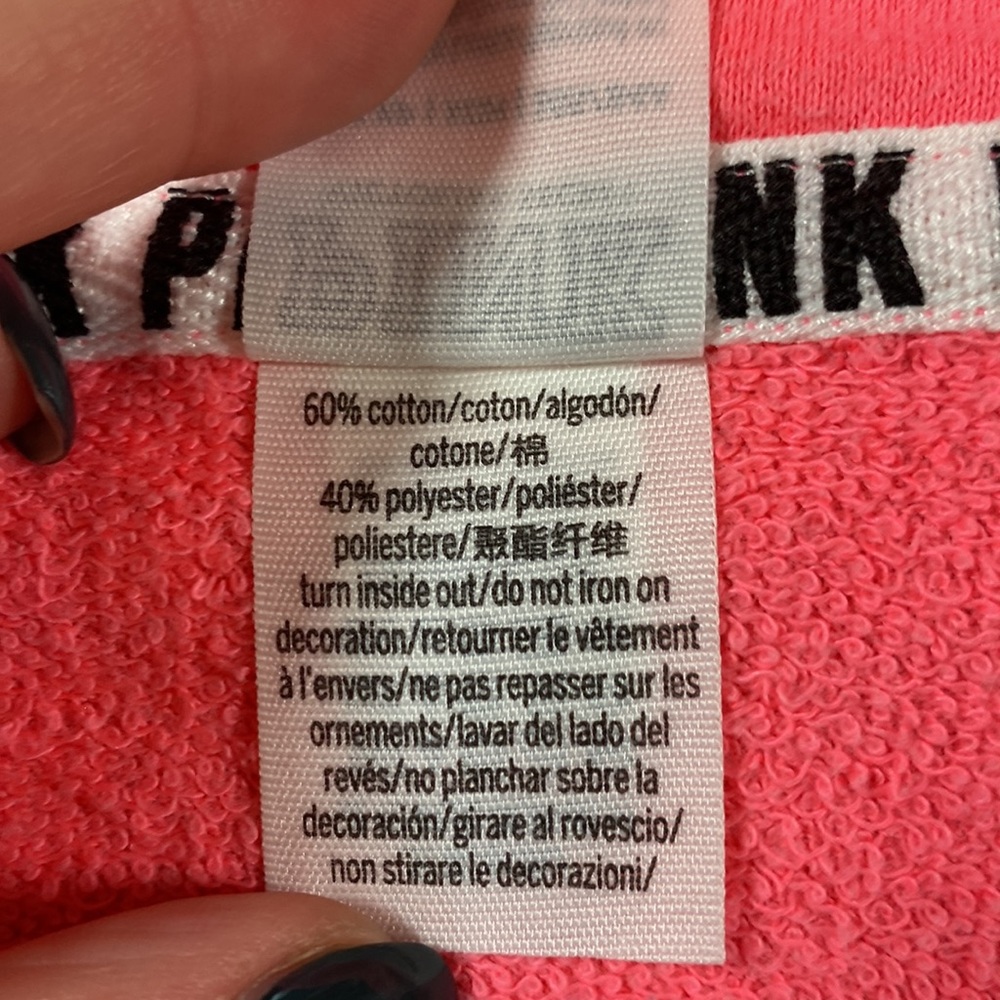 P
NK
60% cotton/coton/algodón/
cotone/棉
40% polyester/poliéster/
poliestere/聚酯纤维
turn inside out/do not iron on
decoration/retourner le vêtement
à l'envers/ne pas repasser sur les
ornements/lavar del lado del
revés/no planchar sobre la
decoración/girare al rovescio/
non stirare le decorazioni/